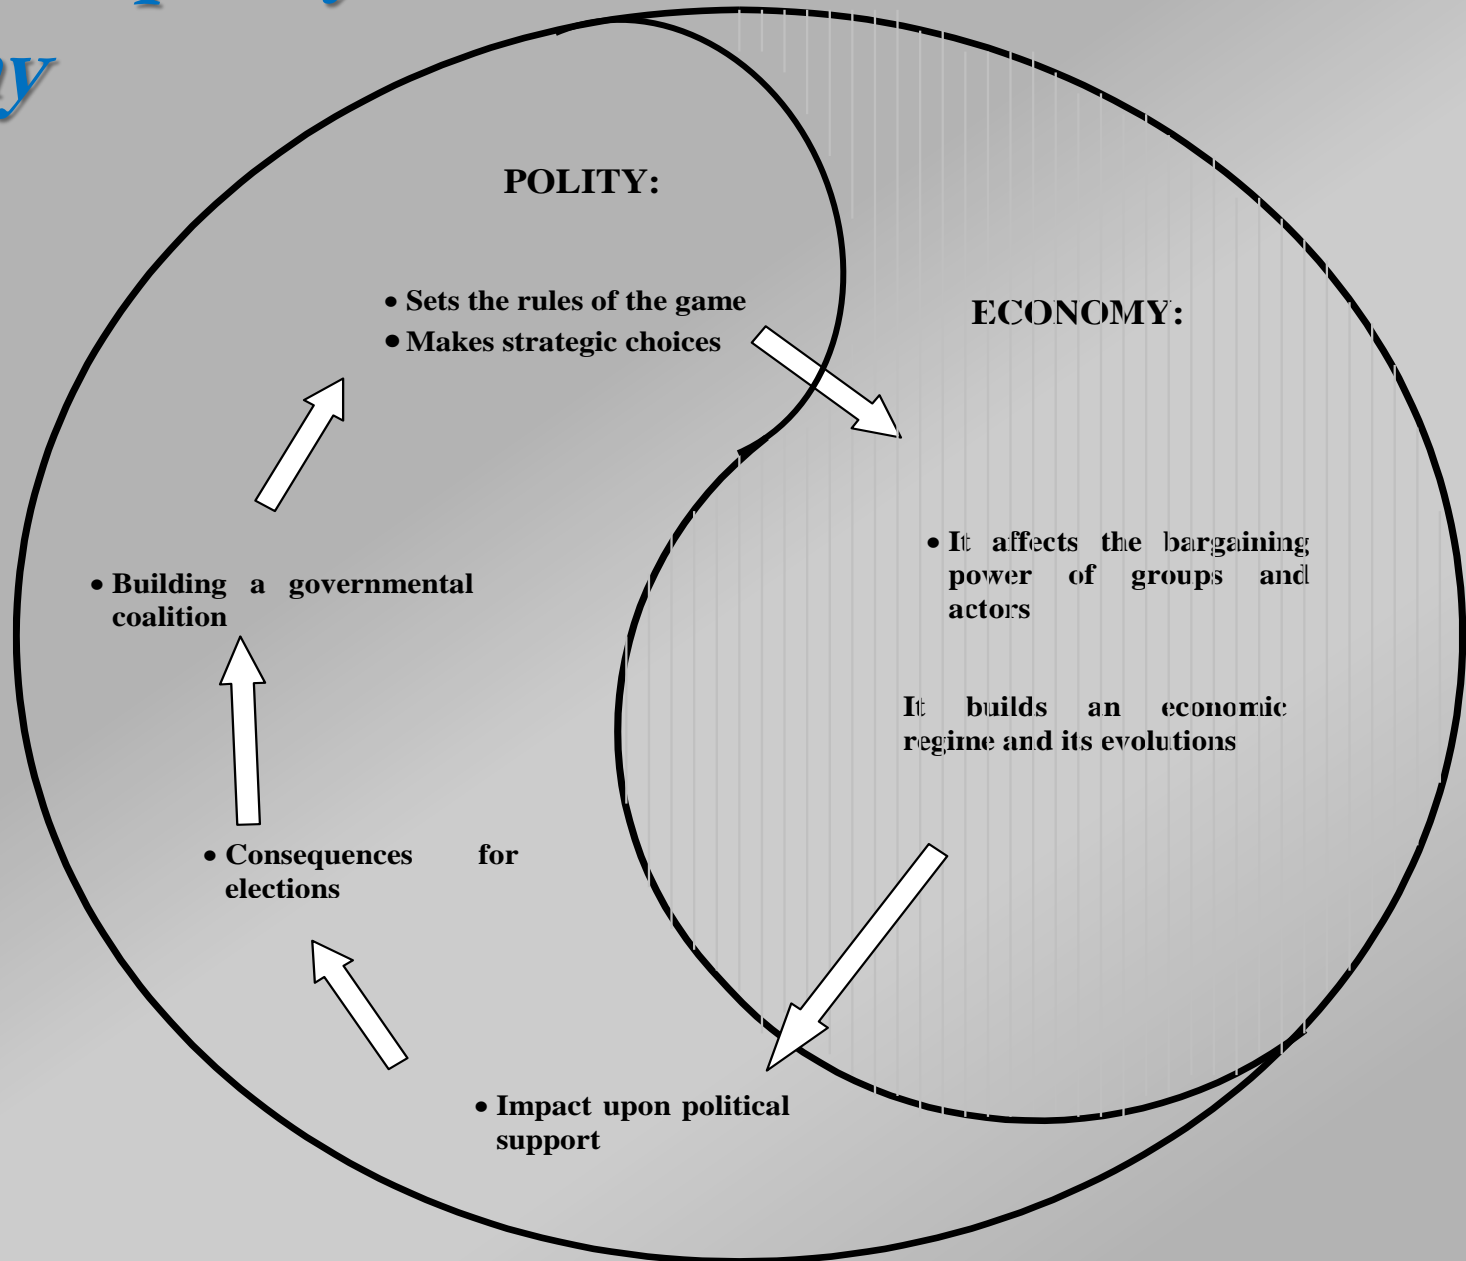 POLITY:
• Sets the rules of the game
• Makes strategic choices
ECONOMY:
• It affects the bargaining
power of groups and
actors
It builds an economic
regime and its evolutions
• Building a governmental
coalition
• Consequences for
elections
• Impact upon political
support